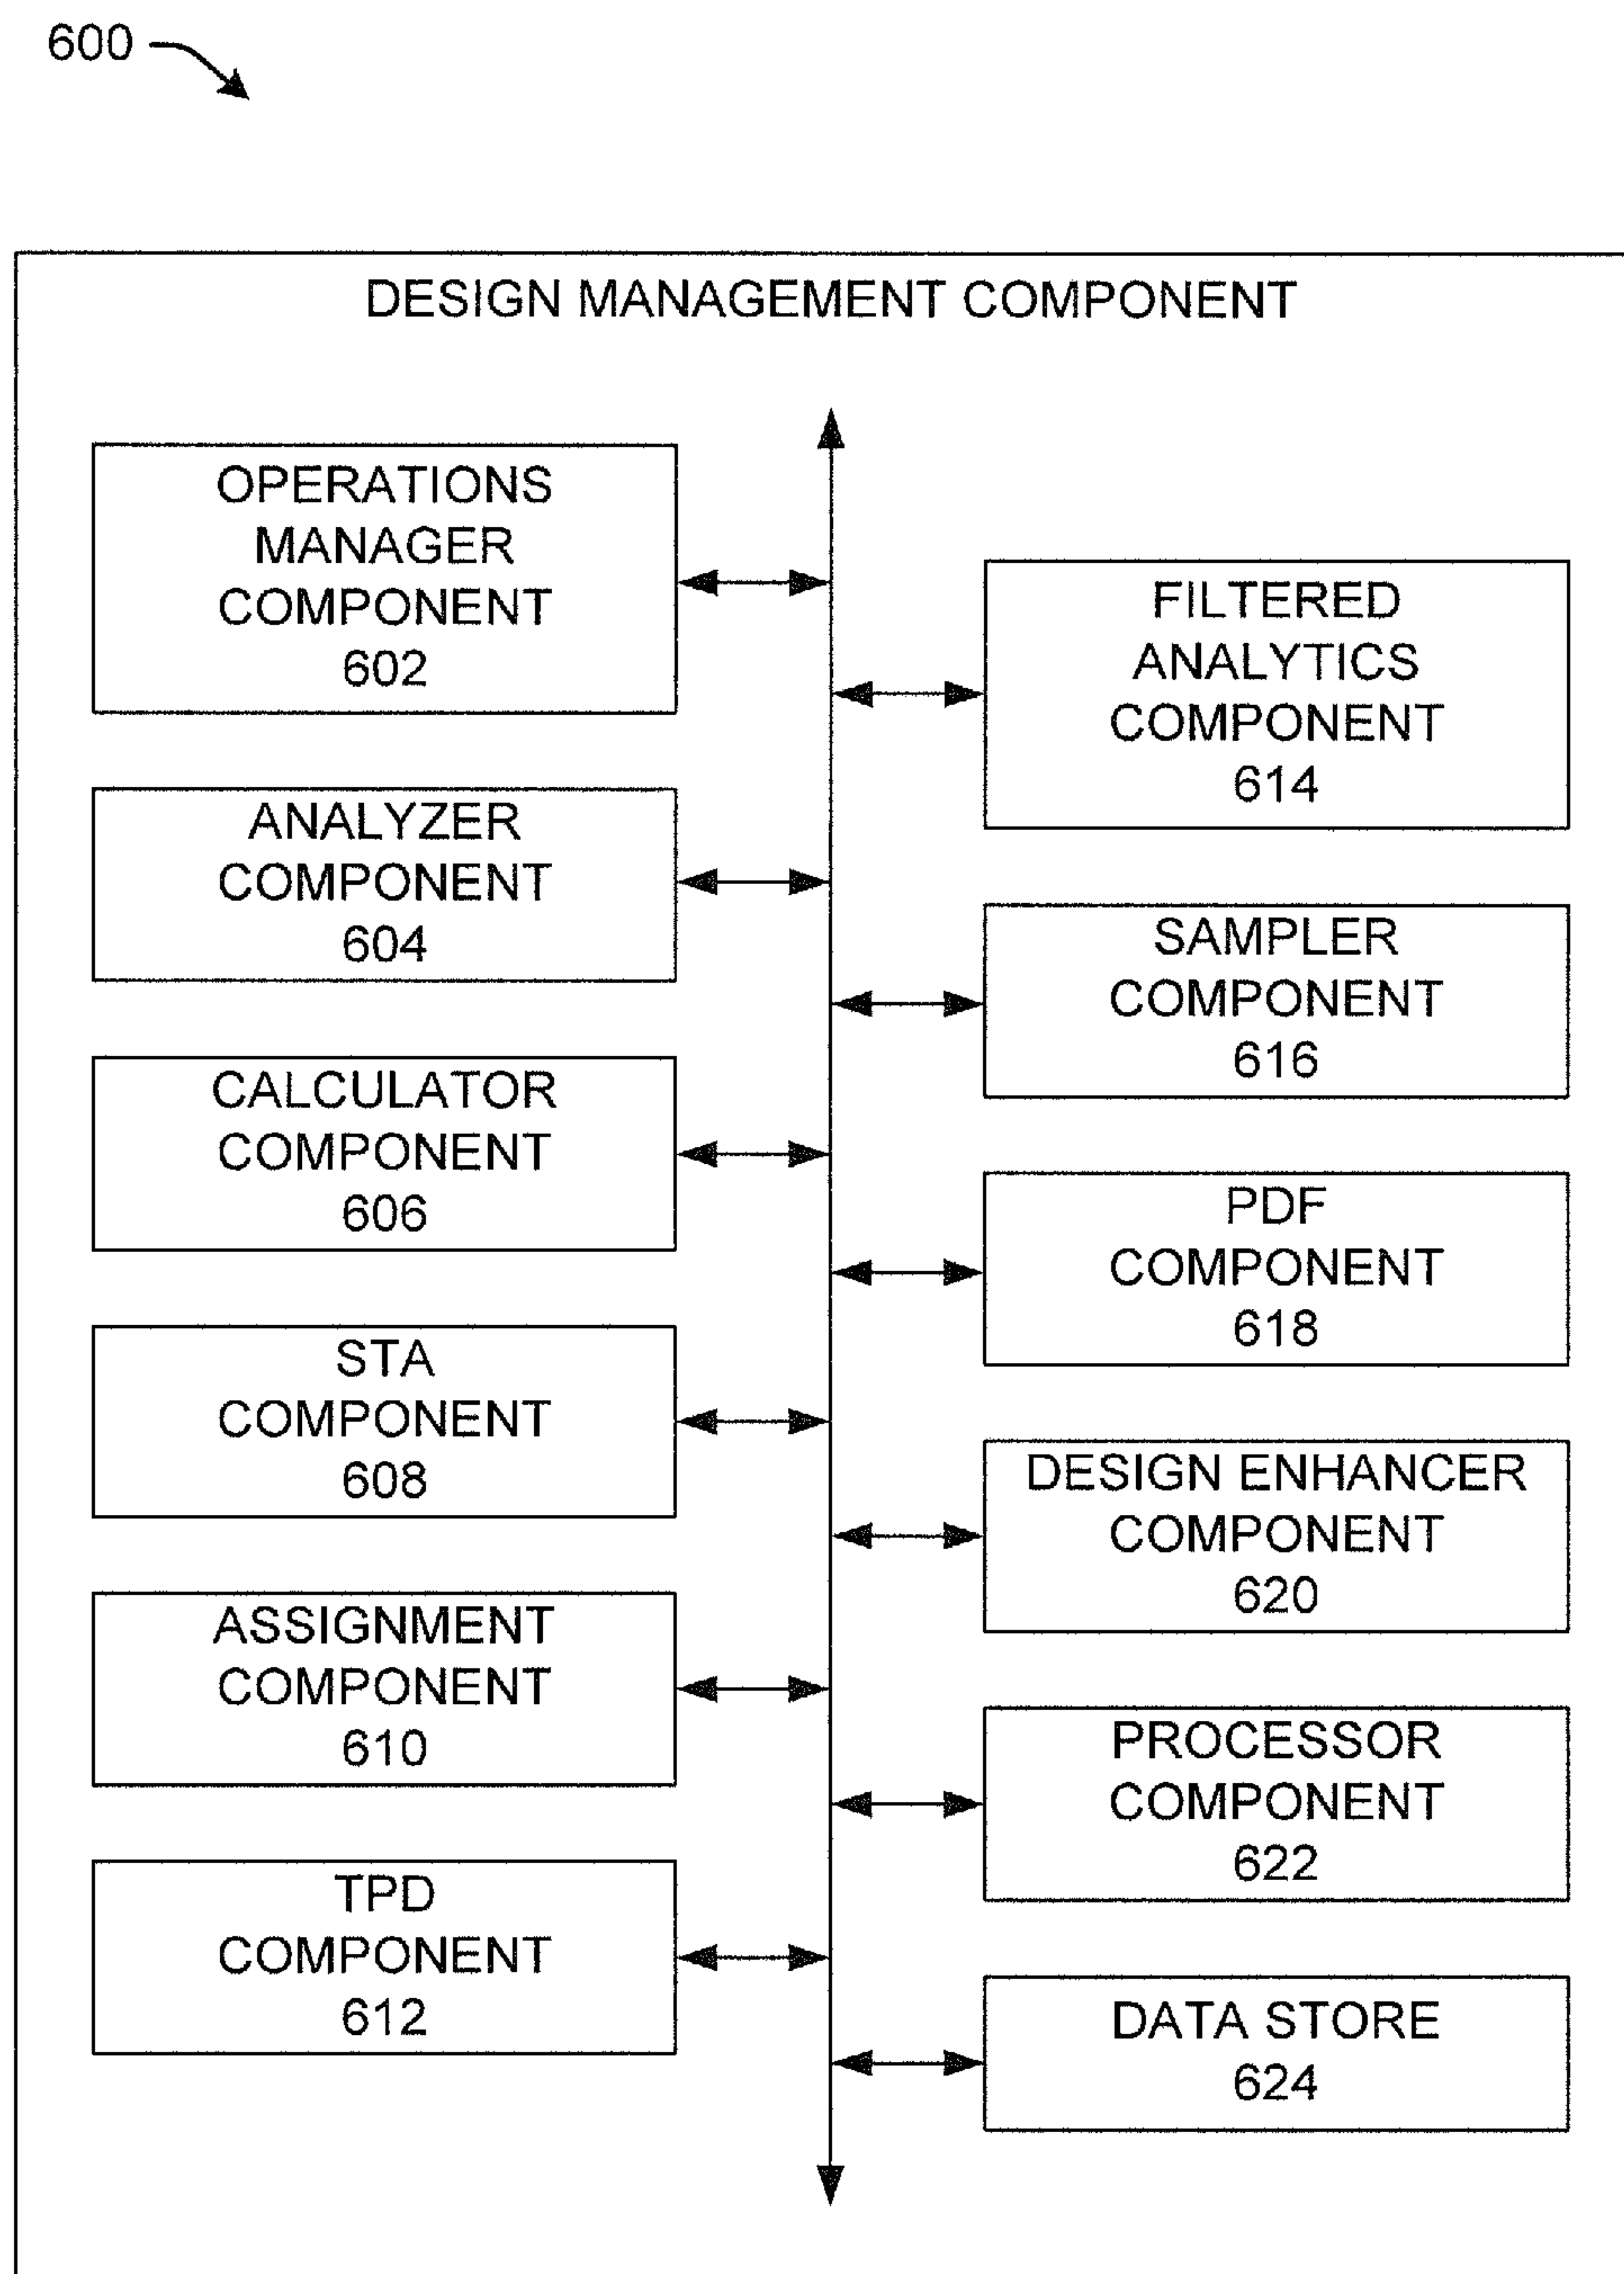 600
DESIGN MANAGEMENT COMPONENT
OPERATIONS
MANAGER
COMPONENT
602
ANALYZER
COMPONENT
604
CALCULATOR
COMPONENT
606
STA
COMPONENT
608
ASSIGNMENT
COMPONENT
610
TPD
COMPONENT
612
FILTERED
ANALYTICS
COMPONENT
614
SAMPLER
COMPONENT
616
PDF
COMPONENT
618
DESIGN ENHANCER
COMPONENT
620
PROCESSOR
COMPONENT
622
DATA STORE
624